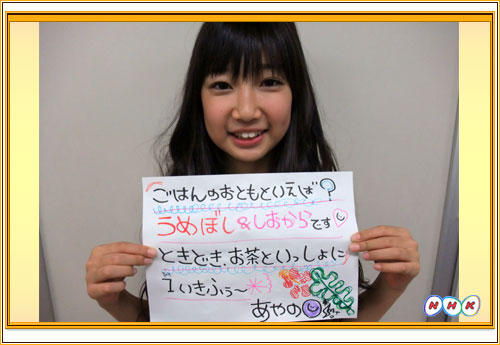 ごはんのおともといえば?
うめぼし&しおからです
ときどき、お茶といっしょに
1いきふぅ〜
あやの
NHK